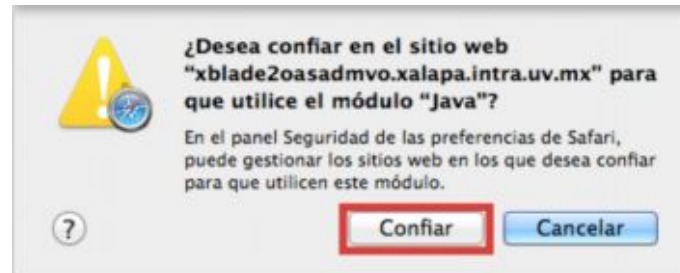 ¿Desea confiar en el sitio web
“xblade2oasadmvo.xalapa.intra.uv.mx” para
que utilice el módulo “Java”?
En el panel Seguridad de las preferencias de Safari,
puede gestionar los sitios web en los que desea confiar
para que utilicen este módulo.
? Confiar Cancelar